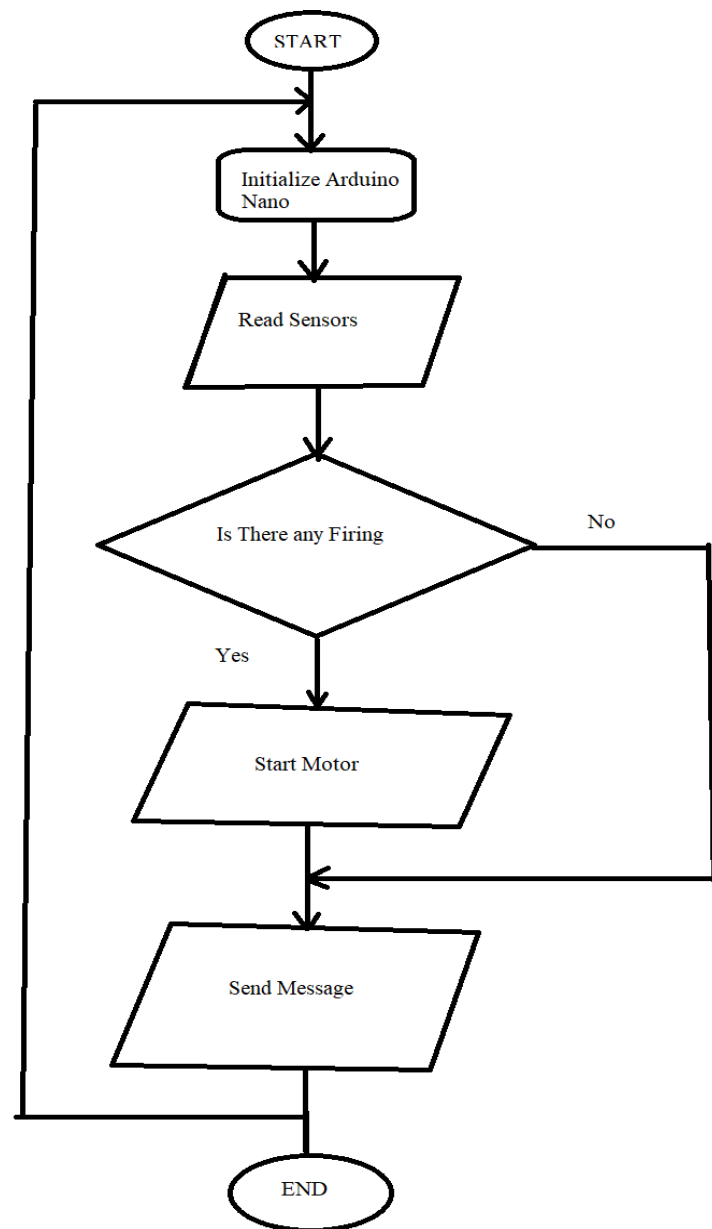 START
Initialize Arduino
Nano
Read Sensors
Is There any Firing
No
Yes
Start Motor
Send Message
END